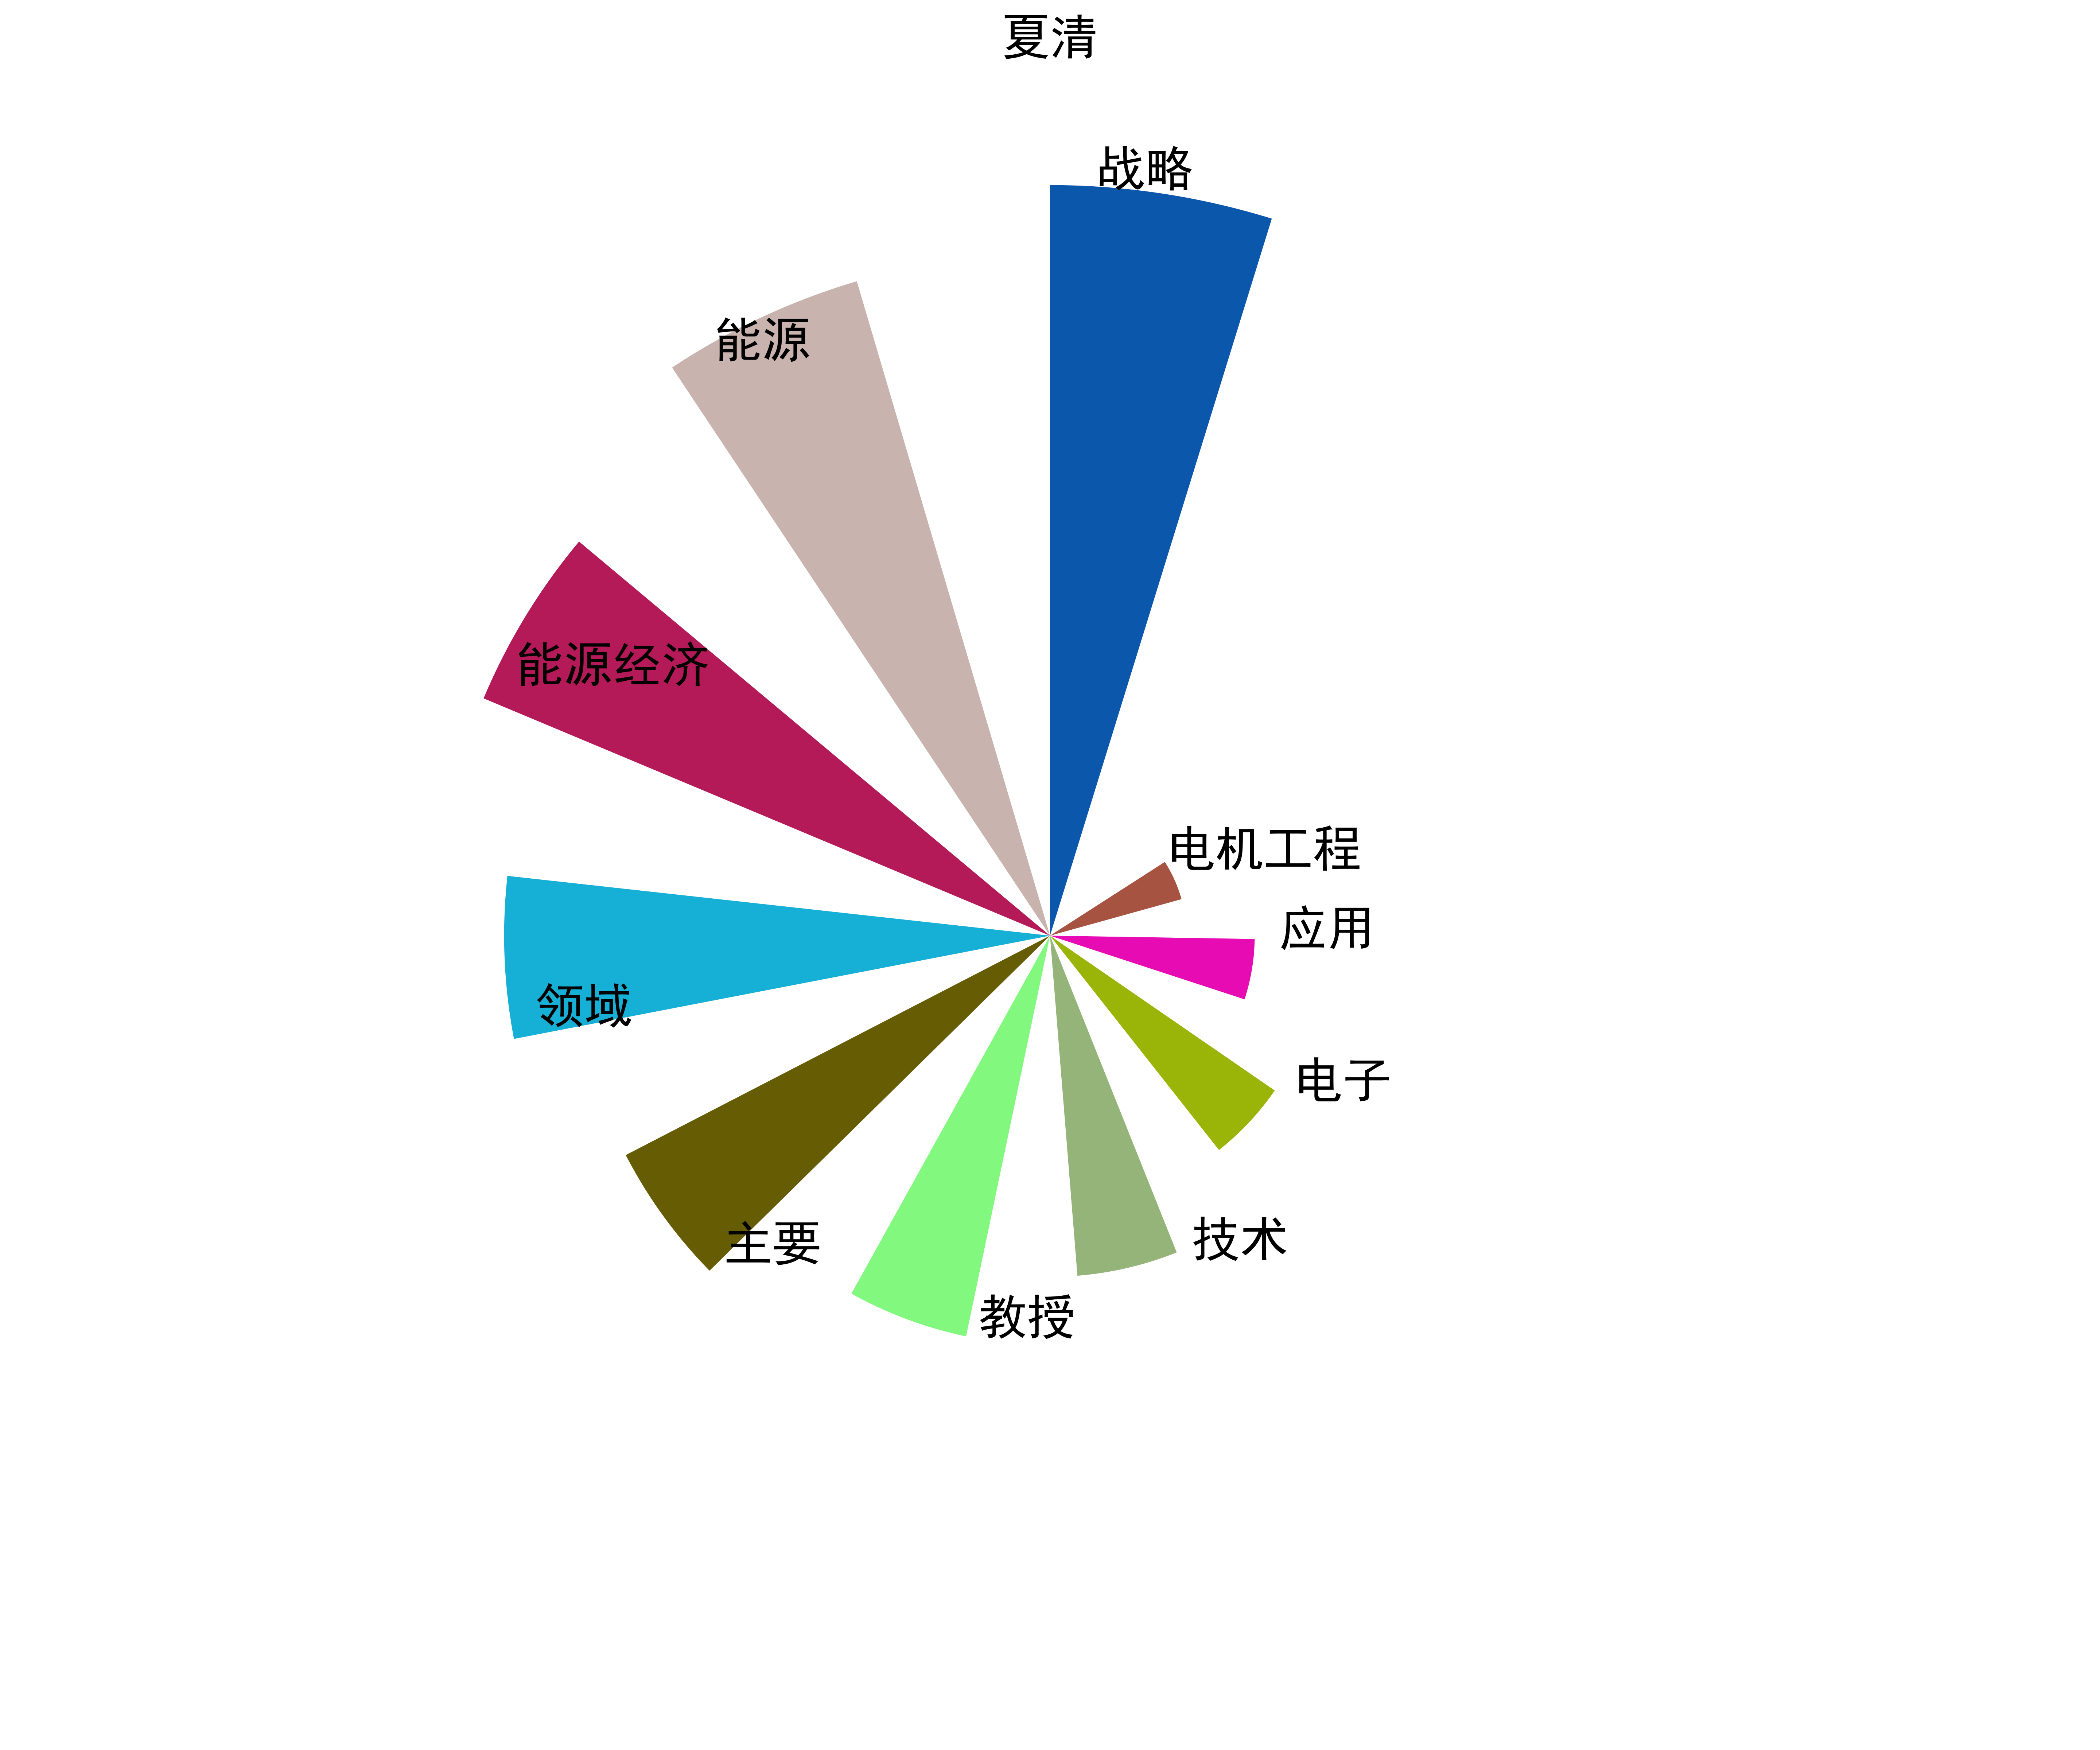 夏清
战略
能源
能源经济
电机工程
应用
领域
电子
主要
技术
教授